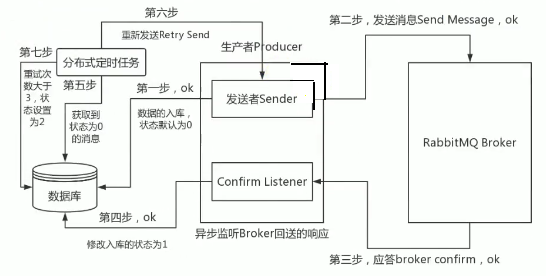 第六步
第二步，发送消息Send Message，ok
第七步
重新发送Retry Send
生产者Producer
分布式定时任务
重试次
数大于
3，状
态设置
为2
第五步
第一步，ok
获取到
状态为0
的消息
数据的入库，
状态默认为0
发送者Sender
RabbitMQ Broker
数据库
Confirm Listener
第四步，ok
修改入库的状态为1
异步监听Broker回送的响应
第三步，应答broker confirm，ok